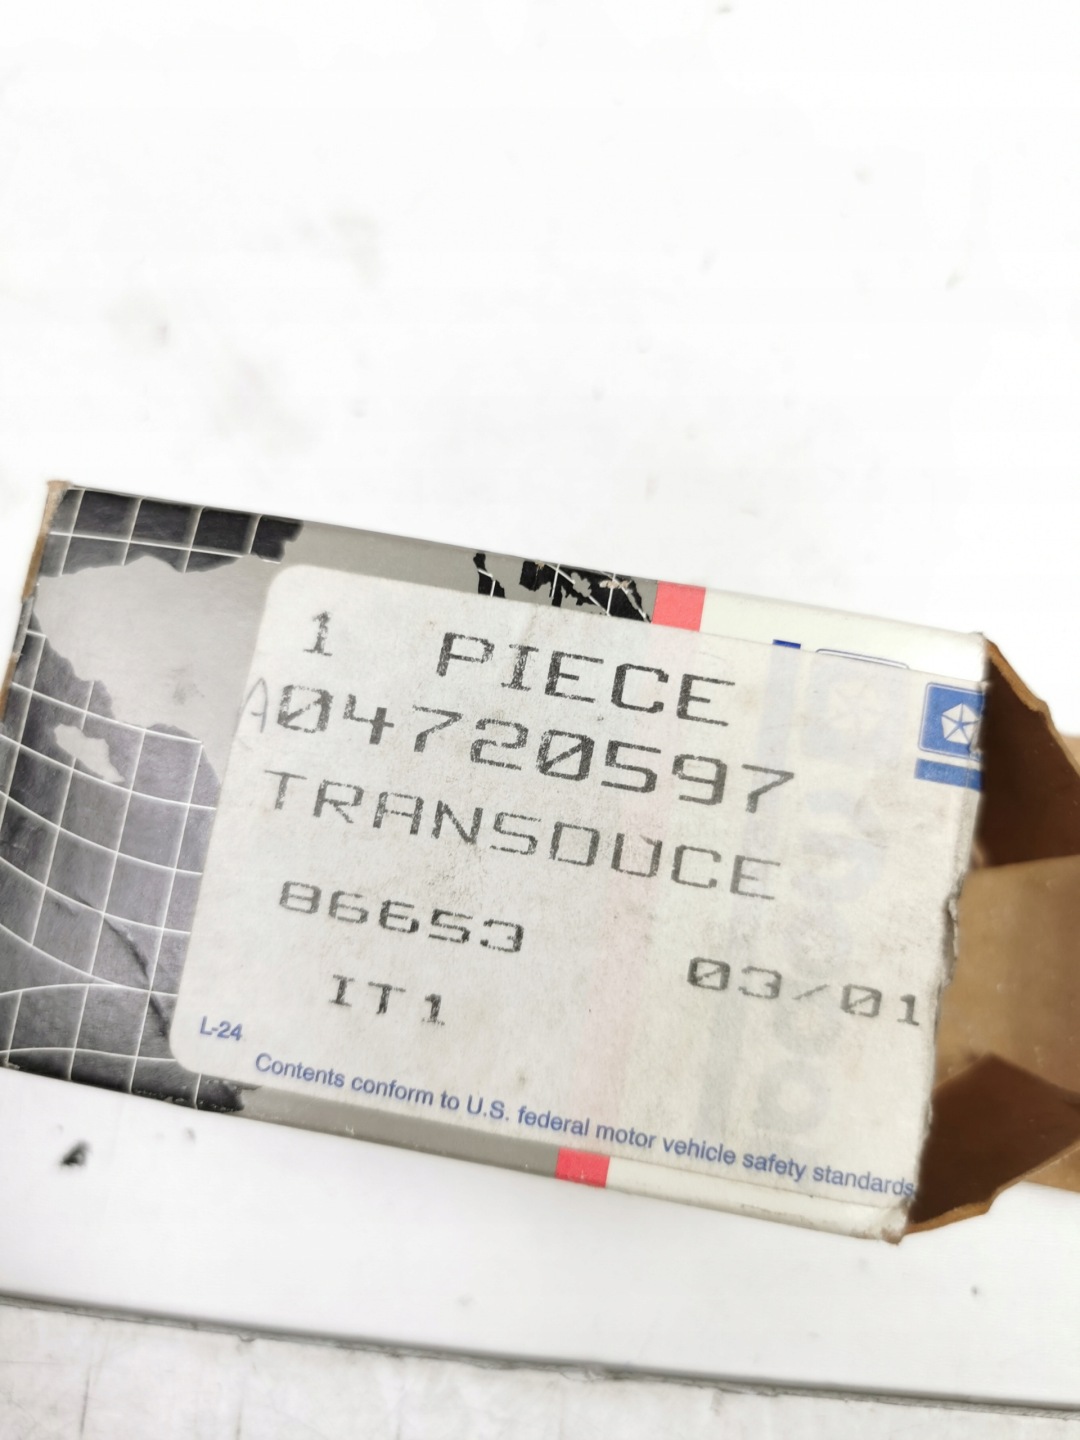 1 PIECE
A04720597
TRANSDUCE
86653
IT1 03/01
L-24
Contents conform to U.S. federal motor vehicle safety standards